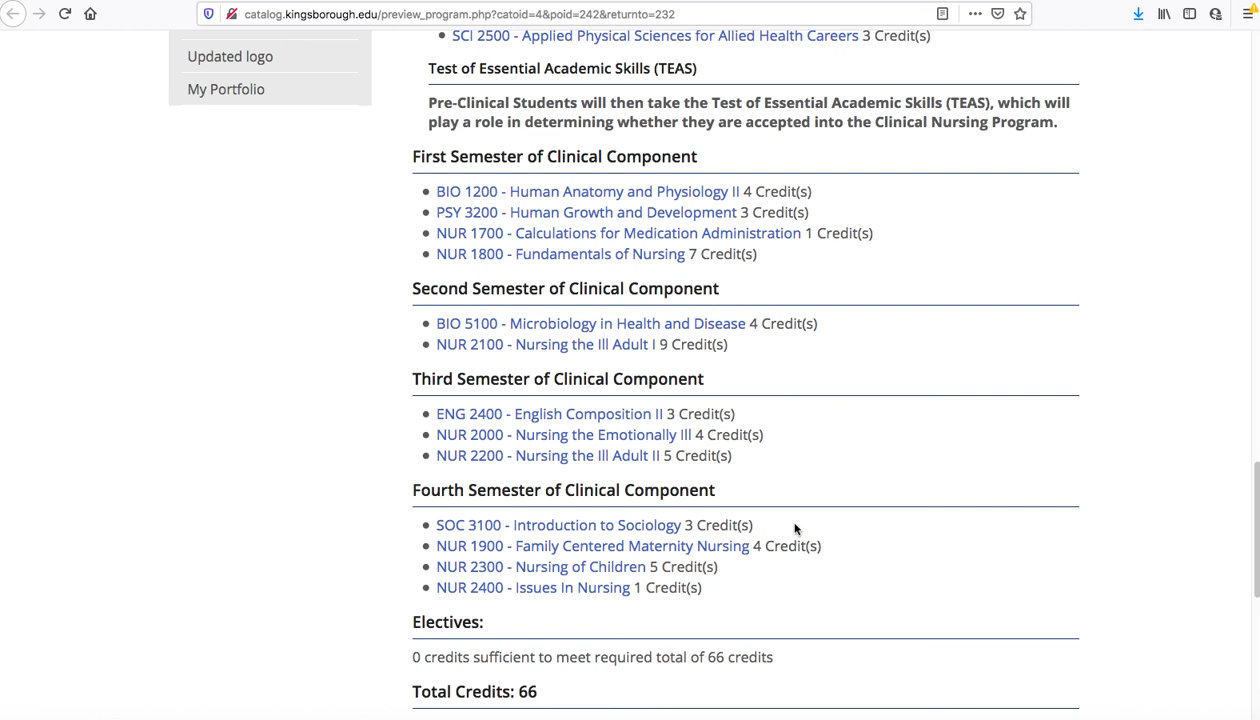 catalog.kingsborough.edu/preview_program.php?catoid=4&poid=242&returnto=232
Updated logo
My Portfolio
SCI 2500 - Applied Physical Sciences for Allied Health Careers 3 Credit(s)
Test of Essential Academic Skills (TEAS)
Pre-Clinical Students will then take the Test of Essential Academic Skills (TEAS), which will
play a role in determining whether they are accepted into the Clinical Nursing Program.
First Semester of Clinical Component
BIO 1200 - Human Anatomy and Physiology II 4 Credit(s)
PSY 3200 - Human Growth and Development 3 Credit(s)
NUR 1700 - Calculations for Medication Administration 1 Credit(s)
NUR 1800 - Fundamentals of Nursing 7 Credit(s)
Second Semester of Clinical Component
BIO 5100 - Microbiology in Health and Disease 4 Credit(s)
NUR 2100 - Nursing the Ill Adult I 9 Credit(s)
Third Semester of Clinical Component
ENG 2400 - English Composition II 3 Credit(s)
NUR 2000 - Nursing the Emotionally Ill 4 Credit(s)
NUR 2200 - Nursing the Ill Adult II 5 Credit(s)
Fourth Semester of Clinical Component
SOC 3100 - Introduction to Sociology 3 Credit(s)
NUR 1900 - Family Centered Maternity Nursing 4 Credit(s)
NUR 2300 - Nursing of Children 5 Credit(s)
NUR 2400 - Issues In Nursing 1 Credit(s)
Electives:
0 credits sufficient to meet required total of 66 credits
Total Credits: 66